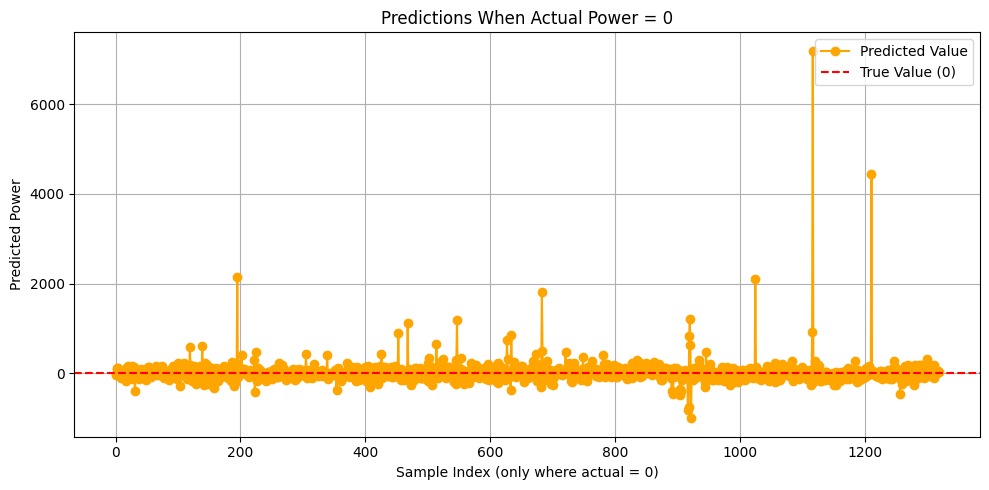 Predictions When Actual Power = 0
Predicted Value
True Value (0)
Predicted Power
6000
4000
2000
0
0
200
400
600
800
1000
1200
Sample Index (only where actual = 0)